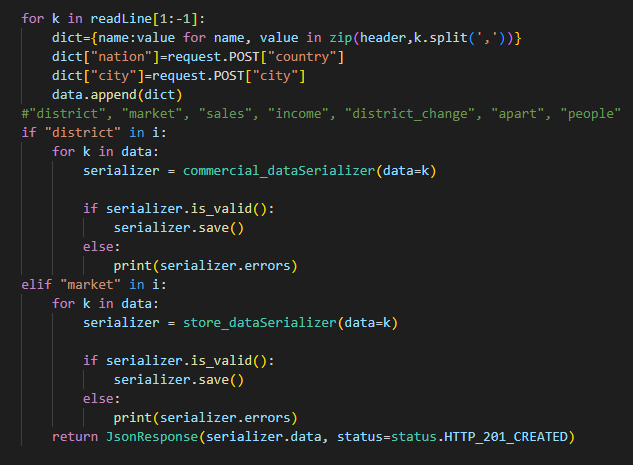 for k in readLine[1:-1]:
    dict={name:value for name, value in zip(header,k.split(','))}
    dict["nation"]=request.POST["country"]
    dict["city"]=request.POST["city"]
    data.append(dict)
#"district", "market", "sales", "income", "district_change", "apart", "people"
if "district" in i:
    for k in data:
        serializer = commercial_dataSerializer(data=k)

        if serializer.is_valid():
            serializer.save()
        else:
            print(serializer.errors)
elif "market" in i:
    for k in data:
        serializer = store_dataSerializer(data=k)

        if serializer.is_valid():
            serializer.save()
        else:
            print(serializer.errors)
    return JsonResponse(serializer.data, status=status.HTTP_201_CREATED)